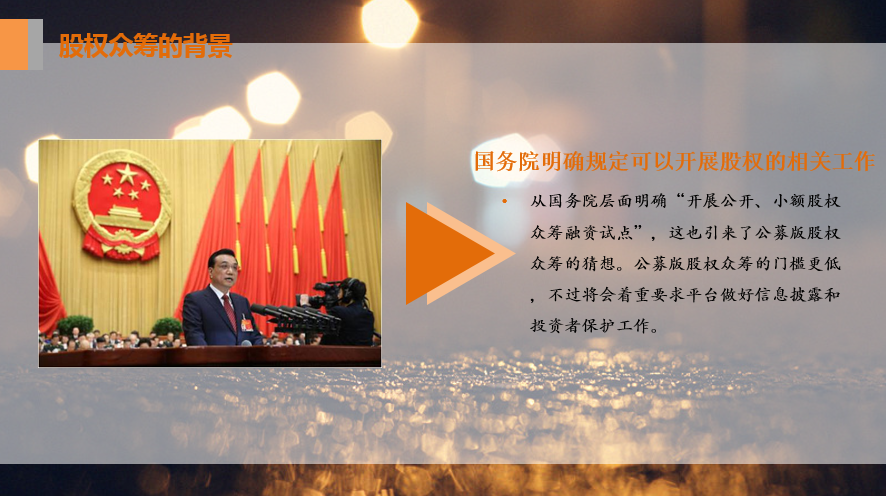 股权众筹的背景
国务院明确规定可以开展股权的相关工作
• 从国务院层面明确“开展公开、小额股权
众筹融资试点”，这也引来了公募版股权
众筹的猜想。公募版股权众筹的门槛更低
，不过将会着重要求平台做好信息披露和
投资者保护工作。